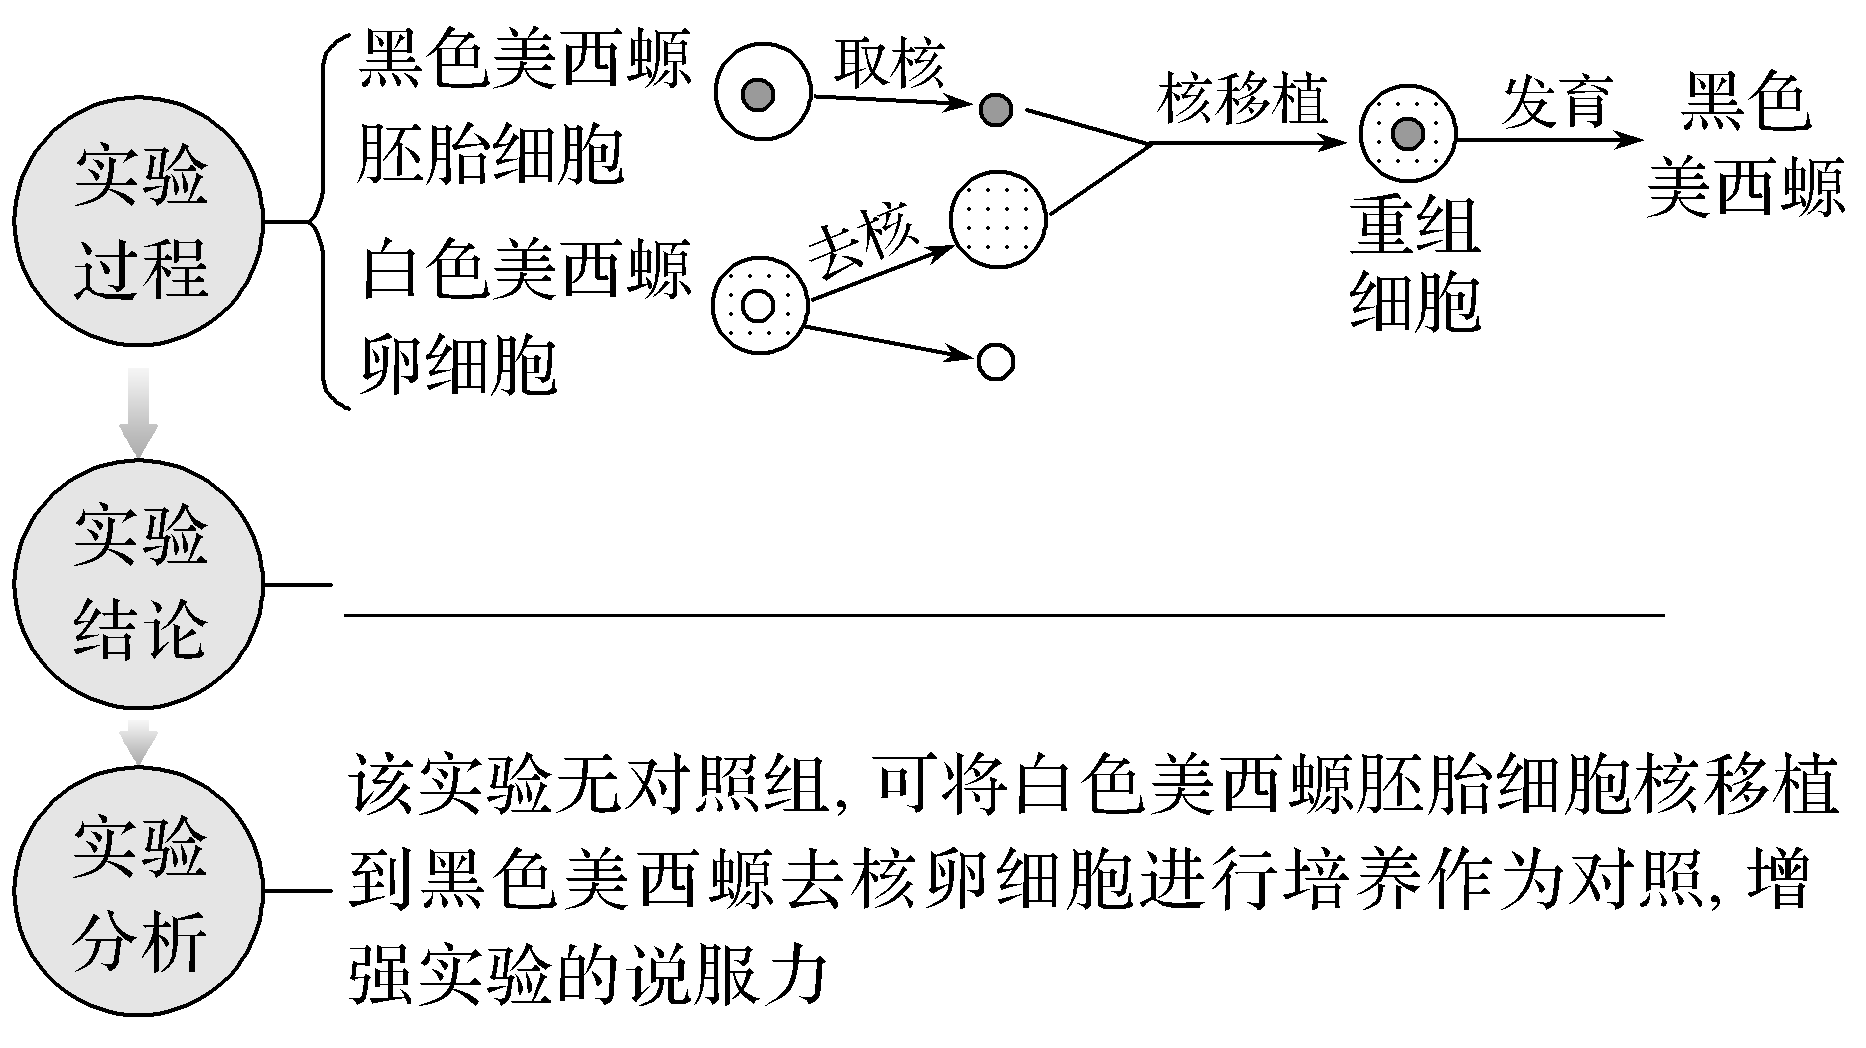 实验
过程
黑色美西螈
胚胎细胞
白色美西螈
卵细胞
取核
去核
核移植
重组
细胞
发育
黑色
美西螈
实验
结论
实验
分析
该实验无对照组,可将白色美西螈胚胎细胞核移植
到黑色美西螈去核卵细胞进行培养作为对照,增
强实验的说服力